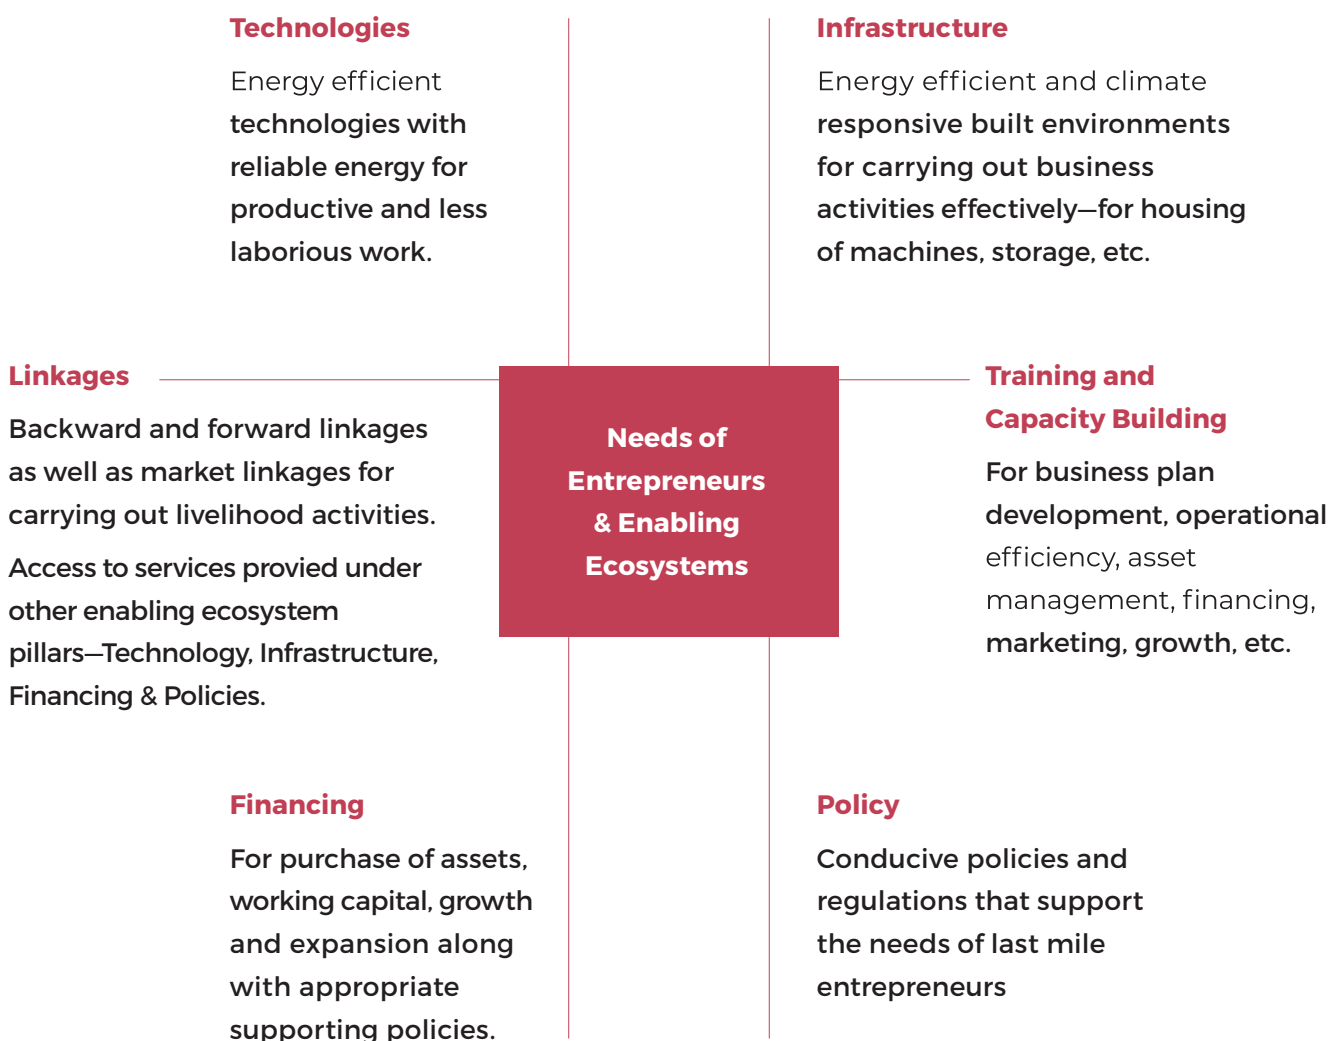 Technologies
Energy efficient
technologies with
reliable energy for
productive and less
laborious work.
Infrastructure
Energy efficient and climate
responsive built environments
for carrying out business
activities effectively—for housing
of machines, storage, etc.
Linkages
Backward and forward linkages
as well as market linkages for
carrying out livelihood activities.
Access to services provied under
other enabling ecosystem
pillars—Technology, Infrastructure,
Financing & Policies.
Needs of
Entrepreneurs
& Enabling
Ecosystems
Training and
Capacity Building
For business plan
development, operational
efficiency, asset
management, financing,
marketing, growth, etc.
Financing
For purchase of assets,
working capital, growth
and expansion along
with appropriate
supporting policies.
Policy
Conducive policies and
regulations that support
the needs of last mile
entrepreneurs